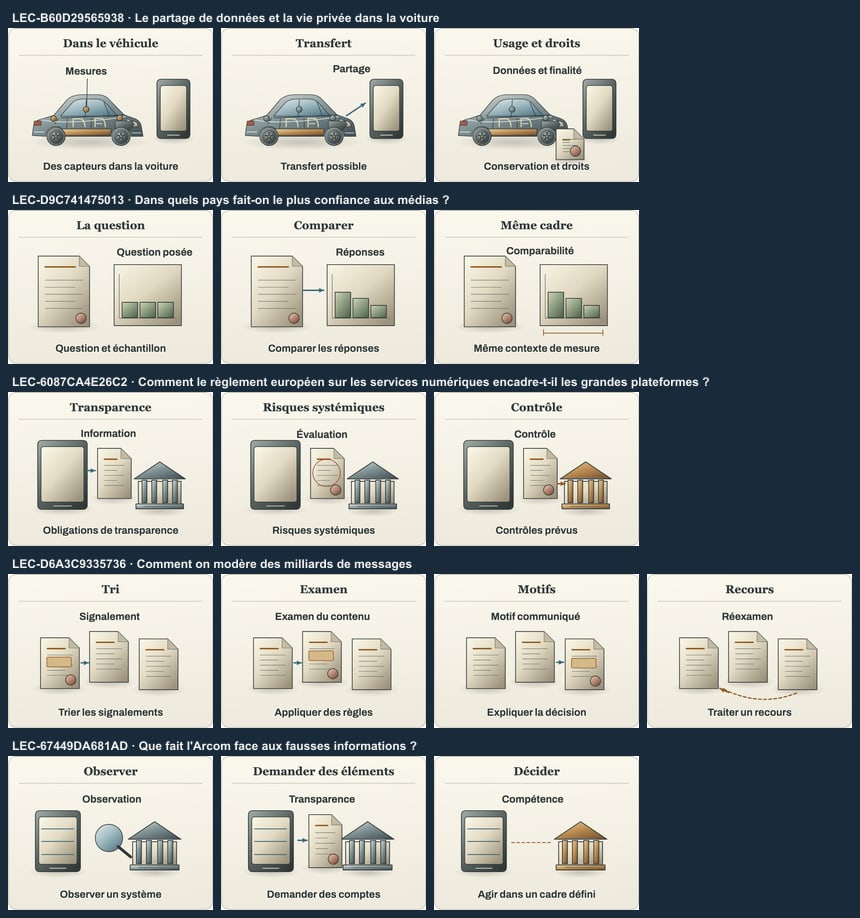 LEC-B60D29565938 · Le partage de données et la vie privée dans la voiture
Dans le véhicule
Mesures
Des capteurs dans la voiture
Transfert
Partage
Transfert possible
Usage et droits
Données et finalité
Conservation et droits
LEC-D9C741475013 · Dans quels pays fait-on le plus confiance aux médias ?
La question
Question posée
Question et échantillon
Comparer
Réponses
Comparer les réponses
Même cadre
Comparabilité
Même contexte de mesure
LEC-6087CA4E26C2 · Comment le règlement européen sur les services numériques encadre-t-il les grandes plateformes ?
Transparence
Information
Obligations de transparence
Risques systémiques
Évaluation
Risques systémiques
Contrôle
Contrôle
Contrôles prévus
LEC-D6A3C9335736 · Comment on modère des milliards de messages
Tri
Signalement
Trier les signalements
Examen
Examen du contenu
Appliquer des règles
Motifs
Motif communiqué
Expliquer la décision
Recours
Réexamen
Traiter un recours
LEC-67449DA681AD · Que fait l'Arcom face aux fausses informations ?
Observer
Observation
Observer un système
Demander des éléments
Transparence
Demander des comptes
Décider
Compétence
Agir dans un cadre défini